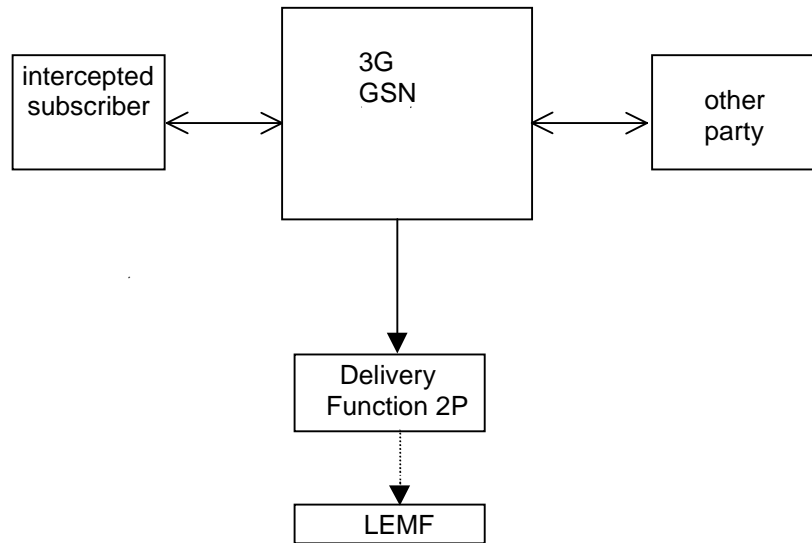 intercepted
subscriber
3G
GSN
other
party
Delivery
Function 2P
LEMF